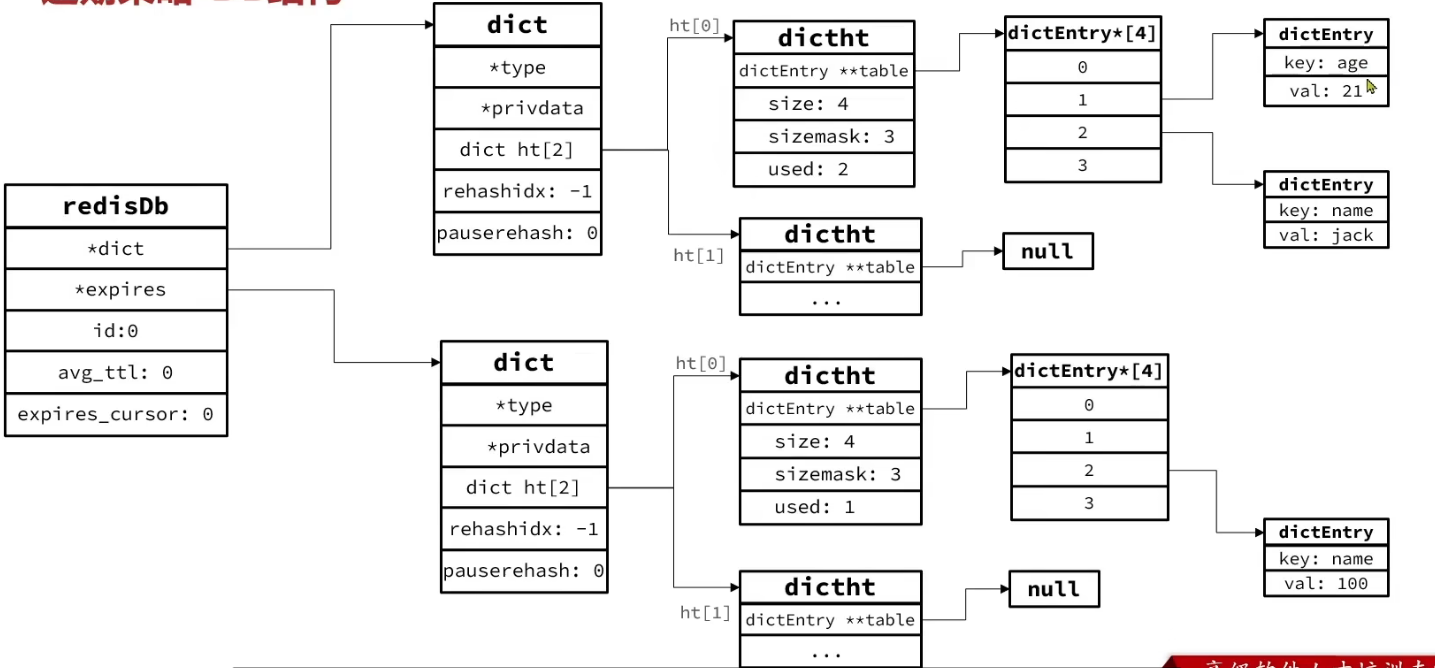 redisDb
*dict
*expires
id:0
avg_ttl: 0
expires_cursor: 0
dict
*type
*privdata
dict ht[2]
rehashidx: -1
pauserehash: 0
ht[0]
dictht
dictEntry **table
size: 4
sizemask: 3
used: 2
dictEntry*[4]
0
1
2
3
dictEntry
key: age
val: 21
dictEntry
key: name
val: jack
ht[1]
dictht
dictEntry **table
...
null
dict
*type
*privdata
dict ht[2]
rehashidx: -1
pauserehash: 0
ht[0]
dictht
dictEntry **table
size: 4
sizemask: 3
used: 1
dictEntry*[4]
0
1
2
3
dictEntry
key: name
val: 100
ht[1]
dictht
dictEntry **table
...
null